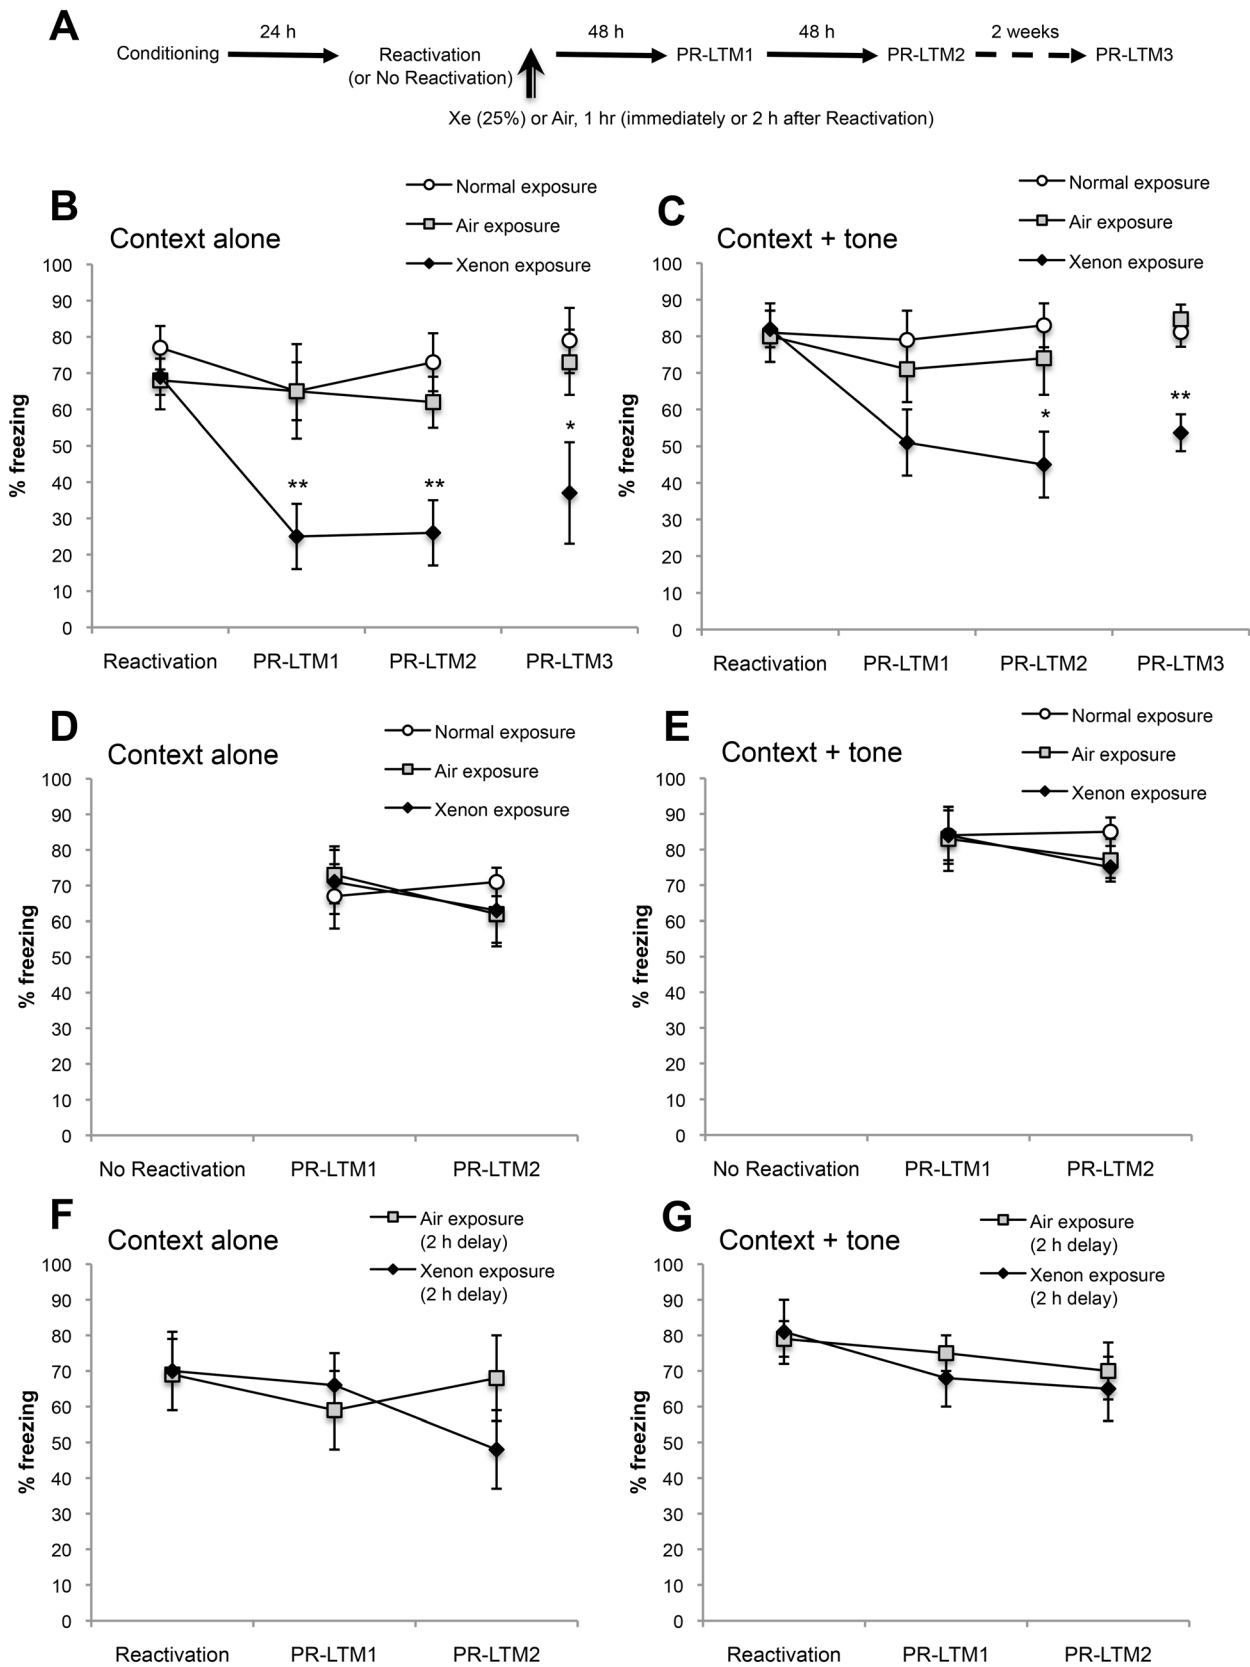 A
24 h
48 h
48 h
2 weeks
Conditioning
Reactivation
PR-LTM1
PR-LTM2
PR-LTM3
(or No Reactivation)
Xe (25%) or Air, 1 hr (immediately or 2 h after Reactivation)
B
Context alone
Normal exposure
Air exposure
Xenon exposure
% freezing
100
90
80
70
60
50
40
30
20
10
0
**
**
*
Reactivation
PR-LTM1
PR-LTM2
PR-LTM3
C
Context + tone
Normal exposure
Air exposure
Xenon exposure
% freezing
100
90
80
70
60
50
40
30
20
10
0
*
**
Reactivation
PR-LTM1
PR-LTM2
PR-LTM3
D
Context alone
Normal exposure
Air exposure
Xenon exposure
% freezing
100
90
80
70
60
50
40
30
20
10
0
No Reactivation
PR-LTM1
PR-LTM2
E
Context + tone
Normal exposure
Air exposure
Xenon exposure
% freezing
100
90
80
70
60
50
40
30
20
10
0
No Reactivation
PR-LTM1
PR-LTM2
F
Context alone
Air exposure
(2 h delay)
Xenon exposure
(2 h delay)
% freezing
100
90
80
70
60
50
40
30
20
10
0
Reactivation
PR-LTM1
PR-LTM2
G
Context + tone
Air exposure
(2 h delay)
Xenon exposure
(2 h delay)
% freezing
100
90
80
70
60
50
40
30
20
10
0
Reactivation
PR-LTM1
PR-LTM2